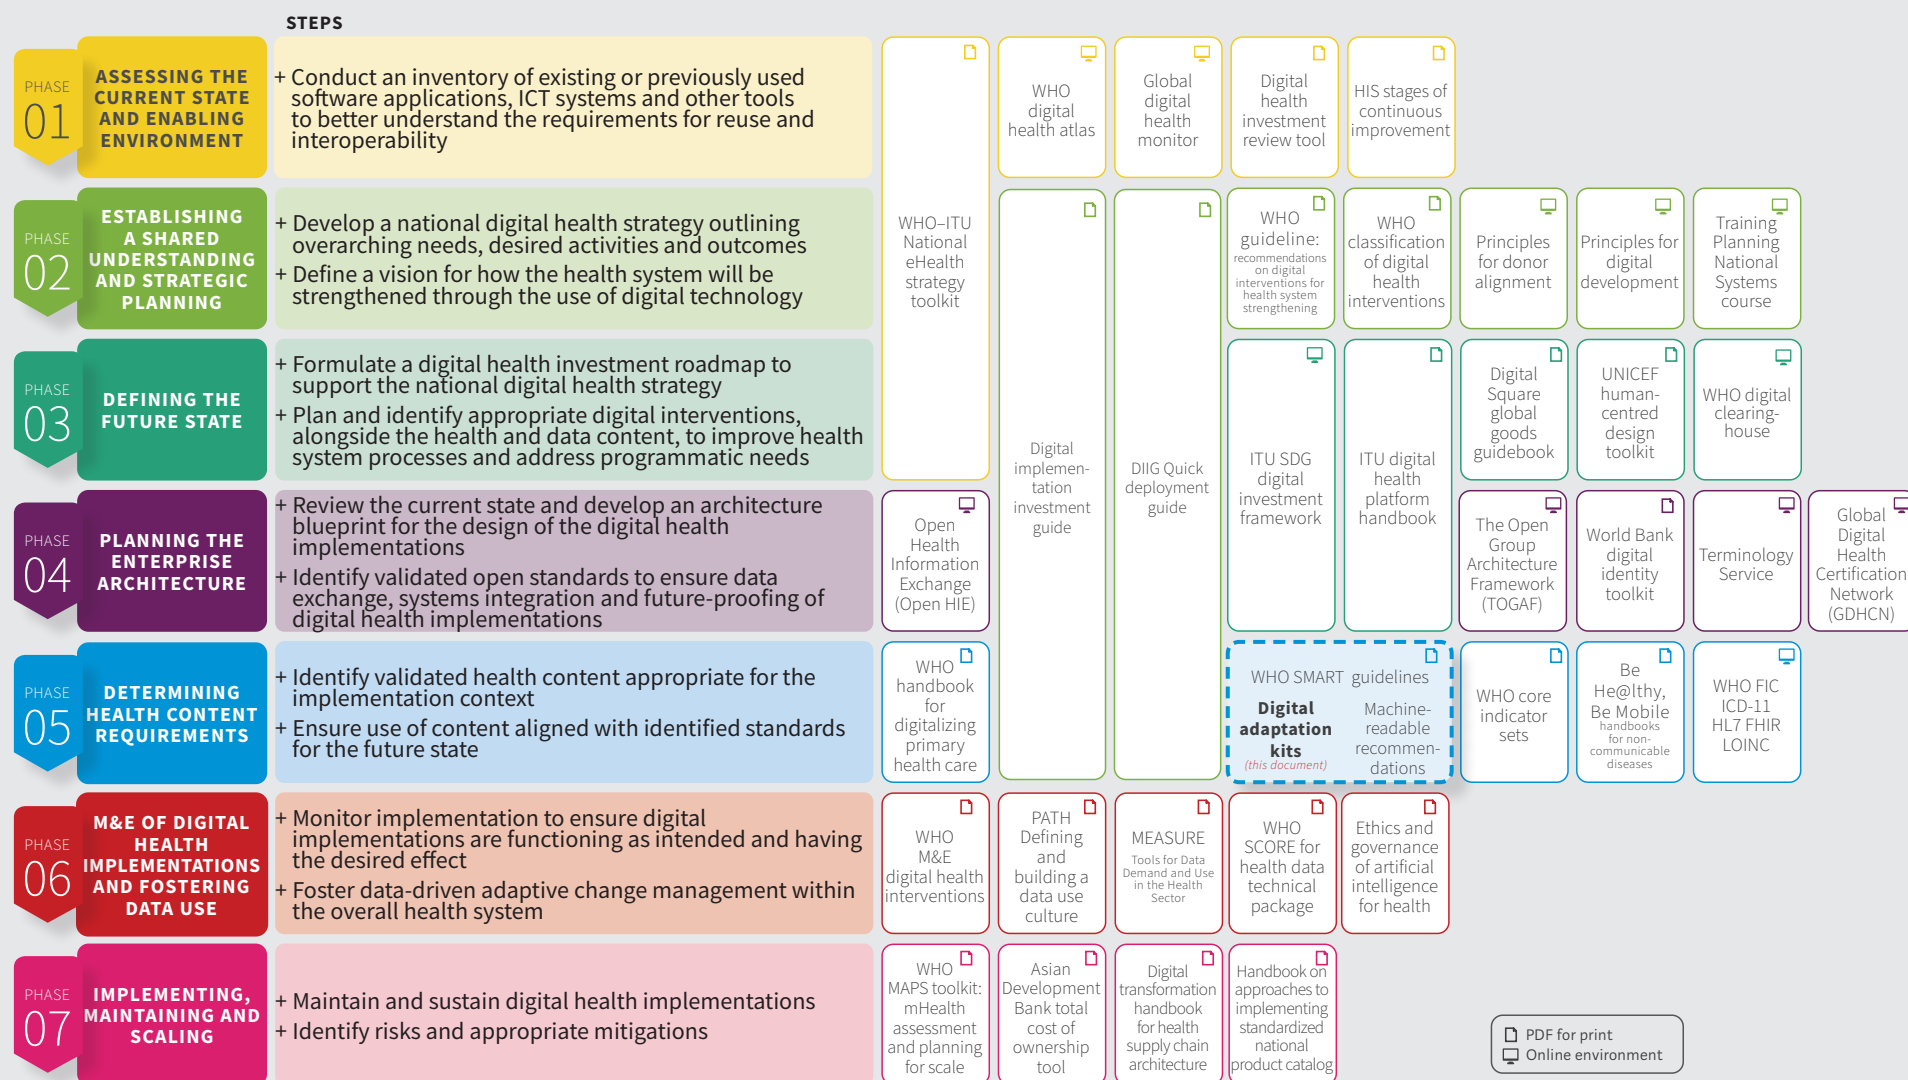 STEPS
PHASE
01
ASSESSING THE
CURRENT STATE
AND ENABLING
ENVIRONMENT
+ Conduct an inventory of existing or previously used
software applications, ICT systems and other tools
to better understand the requirements for reuse and
interoperability
WHO–ITU
National
eHealth
strategy
toolkit
WHO
digital
health atlas
Global
digital
health
monitor
Digital
health
investment
review tool
HIS stages of
continuous
improvement
PHASE
02
ESTABLISHING
A SHARED
UNDERSTANDING
AND STRATEGIC
PLANNING
+ Develop a national digital health strategy outlining
overarching needs, desired activities and outcomes
+ Define a vision for how the health system will be
strengthened through the use of digital technology
Digital
implemen-
tation
investment
guide
DIIG Quick
deployment
guide
WHO
guideline:
recommendations
on digital
interventions for
health system
strengthening
WHO
classification
of digital
health
interventions
Principles
for donor
alignment
Principles for
digital
development
Training
Planning
National
Systems
course
PHASE
03
DEFINING THE
FUTURE STATE
+ Formulate a digital health investment roadmap to
support the national digital health strategy
+ Plan and identify appropriate digital interventions,
alongside the health and data content, to improve health
system processes and address programmatic needs
ITU SDG
digital
investment
framework
ITU digital
health
platform
handbook
Digital
Square
global
goods
guidebook
UNICEF
human-
centred
design
toolkit
WHO digital
clearing-
house
PHASE
04
PLANNING THE
ENTERPRISE
ARCHITECTURE
+ Review the current state and develop an architecture
blueprint for the design of the digital health
implementations
+ Identify validated open standards to ensure data
exchange, systems integration and future-proofing of
digital health implementations
Open
Health
Information
Exchange
(Open HIE)
The Open
Group
Architecture
Framework
(TOGAF)
World Bank
digital
identity
toolkit
Terminology
Service
Global
Digital
Health
Certification
Network
(GDHCN)
PHASE
05
DETERMINING
HEALTH CONTENT
REQUIREMENTS
+ Identify validated health content appropriate for the
implementation context
+ Ensure use of content aligned with identified standards
for the future state
WHO
handbook
for
digitalizing
primary
health care
WHO SMART guidelines
Digital
adaptation
kits
(this document)
Machine-
readable
recommen-
dations
WHO core
indicator
sets
Be
He@lthy,
Be Mobile
handbooks
for non-
communicable
diseases
WHO FIC
ICD-11
HL7 FHIR
LOINC
PHASE
06
M&E OF DIGITAL
HEALTH
IMPLEMENTATIONS
AND FOSTERING
DATA USE
+ Monitor implementation to ensure digital
implementations are functioning as intended and having
the desired effect
+ Foster data-driven adaptive change management within
the overall health system
WHO
M&E
digital health
interventions
PATH
Defining
and
building a
data use
culture
MEASURE
Tools for Data
Demand and Use
in the Health
Sector
WHO
SCORE for
health data
technical
package
Ethics and
governance
of artificial
intelligence
for health
PHASE
07
IMPLEMENTING,
MAINTAINING AND
SCALING
+ Maintain and sustain digital health implementations
+ Identify risks and appropriate mitigations
WHO
MAPS toolkit:
mHealth
assessment
and planning
for scale
Asian
Development
Bank total
cost of
ownership
tool
Digital
transformation
handbook
for health
supply chain
architecture
Handbook on
approaches to
implementing
standardized
national
product catalog
PDF for print
Online environment